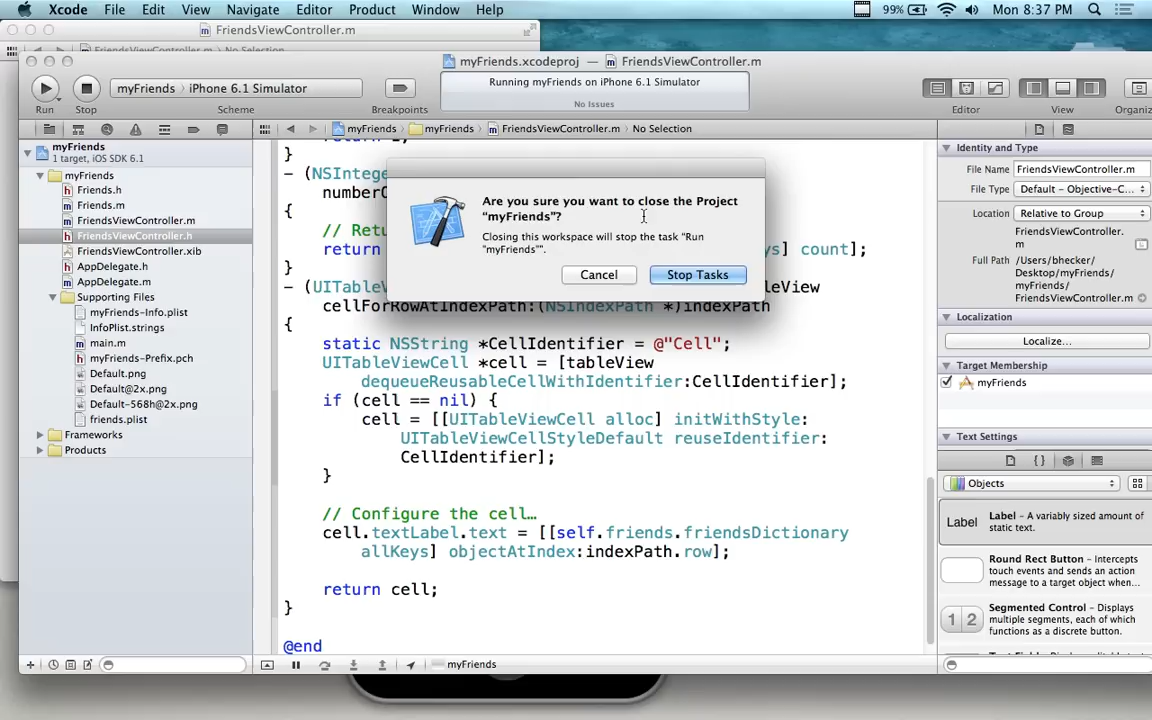 Xcode File Edit View Navigate Editor Product Window Help 99% Mon 8:37 PM
FriendsViewController.m
FriendsViewController.m No Selection
myFriends.xcodeproj — FriendsViewController.m
myFriends iPhone 6.1 Simulator
Running myFriends on iPhone 6.1 Simulator
No Issues
Run Stop Scheme Breakpoints Editor View Organiz
myFriends myFriends FriendsViewController.m No Selection
myFriends
1 target, iOS SDK 6.1
myFriends
Friends.h
Friends.m
FriendsViewController.m
FriendsViewController.h
FriendsViewController.xib
AppDelegate.h
AppDelegate.m
Supporting Files
myFriends-Info.plist
InfoPlist.strings
main.m
myFriends-Prefix.pch
Default.png
Default@2x.png
Default-568h@2x.png
friends.plist
Frameworks
Products
}
- (NSIntege
numberO
{
// Retu
return ys] count];
}
- (UITableV leView
cellForRowAtIndexPath:(NSIndexPath *)indexPath
{
static NSString *CellIdentifier = @"Cell";
UITableViewCell *cell = [tableView
dequeueReusableCellWithIdentifier:CellIdentifier];
if (cell == nil) {
cell = [[UITableViewCell alloc] initWithStyle:
UITableViewCellStyleDefault reuseIdentifier:
CellIdentifier];
}
// Configure the cell…
cell.textLabel.text = [[self.friends.friendsDictionary
allKeys] objectAtIndex:indexPath.row];
return cell;
}
@end
Are you sure you want to close the Project
“myFriends”?
Closing this workspace will stop the task “Run
“myFriends””.
Cancel Stop Tasks
Identity and Type
File Name FriendsViewController.m
File Type Default - Objective-C...
Location Relative to Group
FriendsViewController.
m
Full Path /Users/bhecker/
Desktop/myFriends/
myFriends/
FriendsViewController.m
Localization
Localize...
Target Membership
myFriends
Text Settings
{}
Objects
Label Label - A variably sized amount of
static text.
Round Rect Button - Intercepts
touch events and sends an action
message to a target object when...
1 2 Segmented Control - Displays
multiple segments, each of which
functions as a discrete button.
myFriends